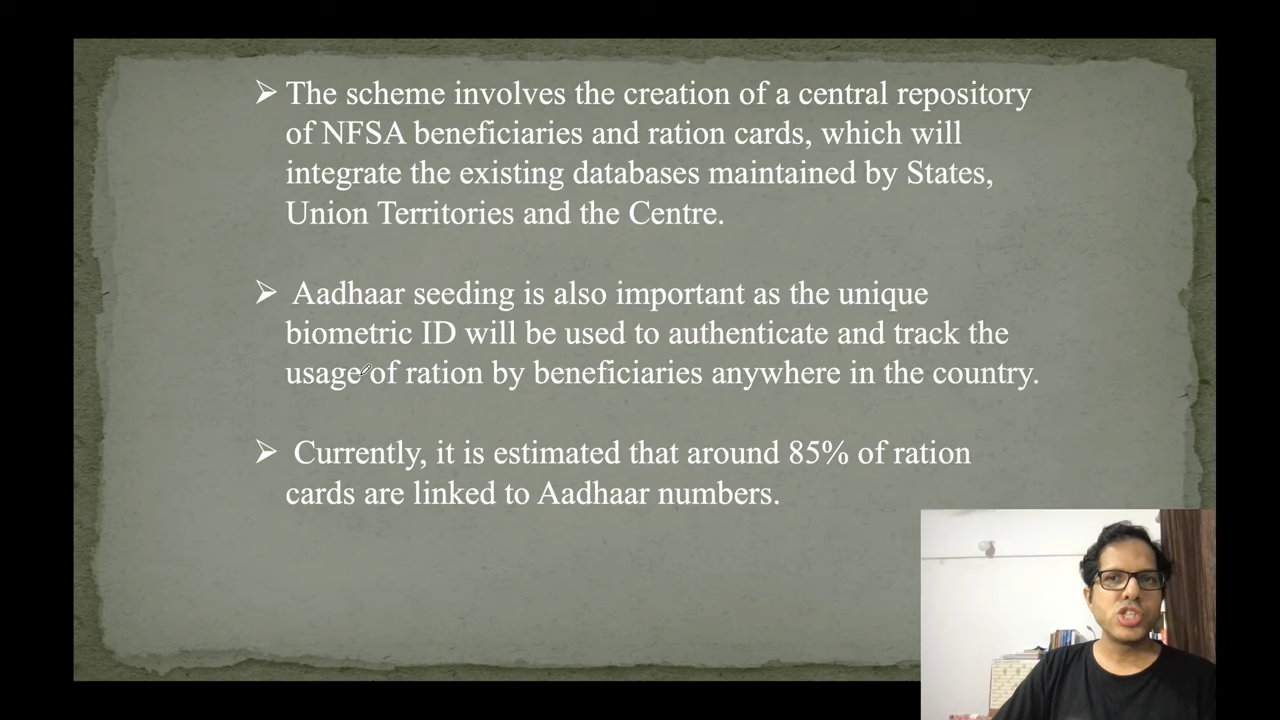 ➢ The scheme involves the creation of a central repository
of NFSA beneficiaries and ration cards, which will
integrate the existing databases maintained by States,
Union Territories and the Centre.
➢ Aadhaar seeding is also important as the unique
biometric ID will be used to authenticate and track the
usage of ration by beneficiaries anywhere in the country.
➢ Currently, it is estimated that around 85% of ration
cards are linked to Aadhaar numbers.